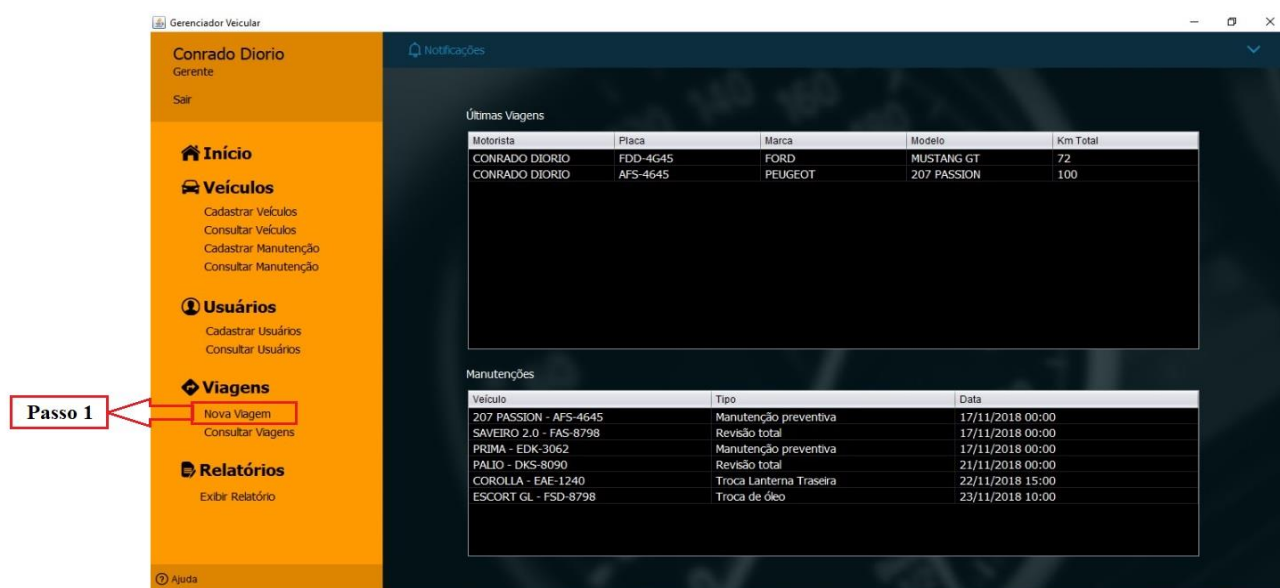 Gerenciador Veicular
Conrado Diorio
Gerente
Sair
Notificações
Início
Veículos
Cadastrar Veículos
Consultar Veículos
Cadastrar Manutenção
Consultar Manutenção
Usuários
Cadastrar Usuários
Consultar Usuários
Viagens
Passo 1
Nova Viagem
Consultar Viagens
Relatórios
Exibir Relatório
Ajuda
Últimas Viagens
Motorista Placa Marca Modelo Km Total
CONRADO DIORIO FDD-4G45 FORD MUSTANG GT 72
CONRADO DIORIO AFS-4645 PEUGEOT 207 PASSION 100
Manutenções
Veículo Tipo Data
207 PASSION - AFS-4645 Manutenção preventiva 17/11/2018 00:00
SAVEIRO 2.0 - FAS-8798 Revisão total 17/11/2018 00:00
PRIMA - EDK-3062 Manutenção preventiva 17/11/2018 00:00
PALIO - DKS-8090 Revisão total 21/11/2018 00:00
COROLLA - EAE-1240 Troca Lanterna Traseira 22/11/2018 15:00
ESCORT GL - FSD-8798 Troca de óleo 23/11/2018 10:00
140 160